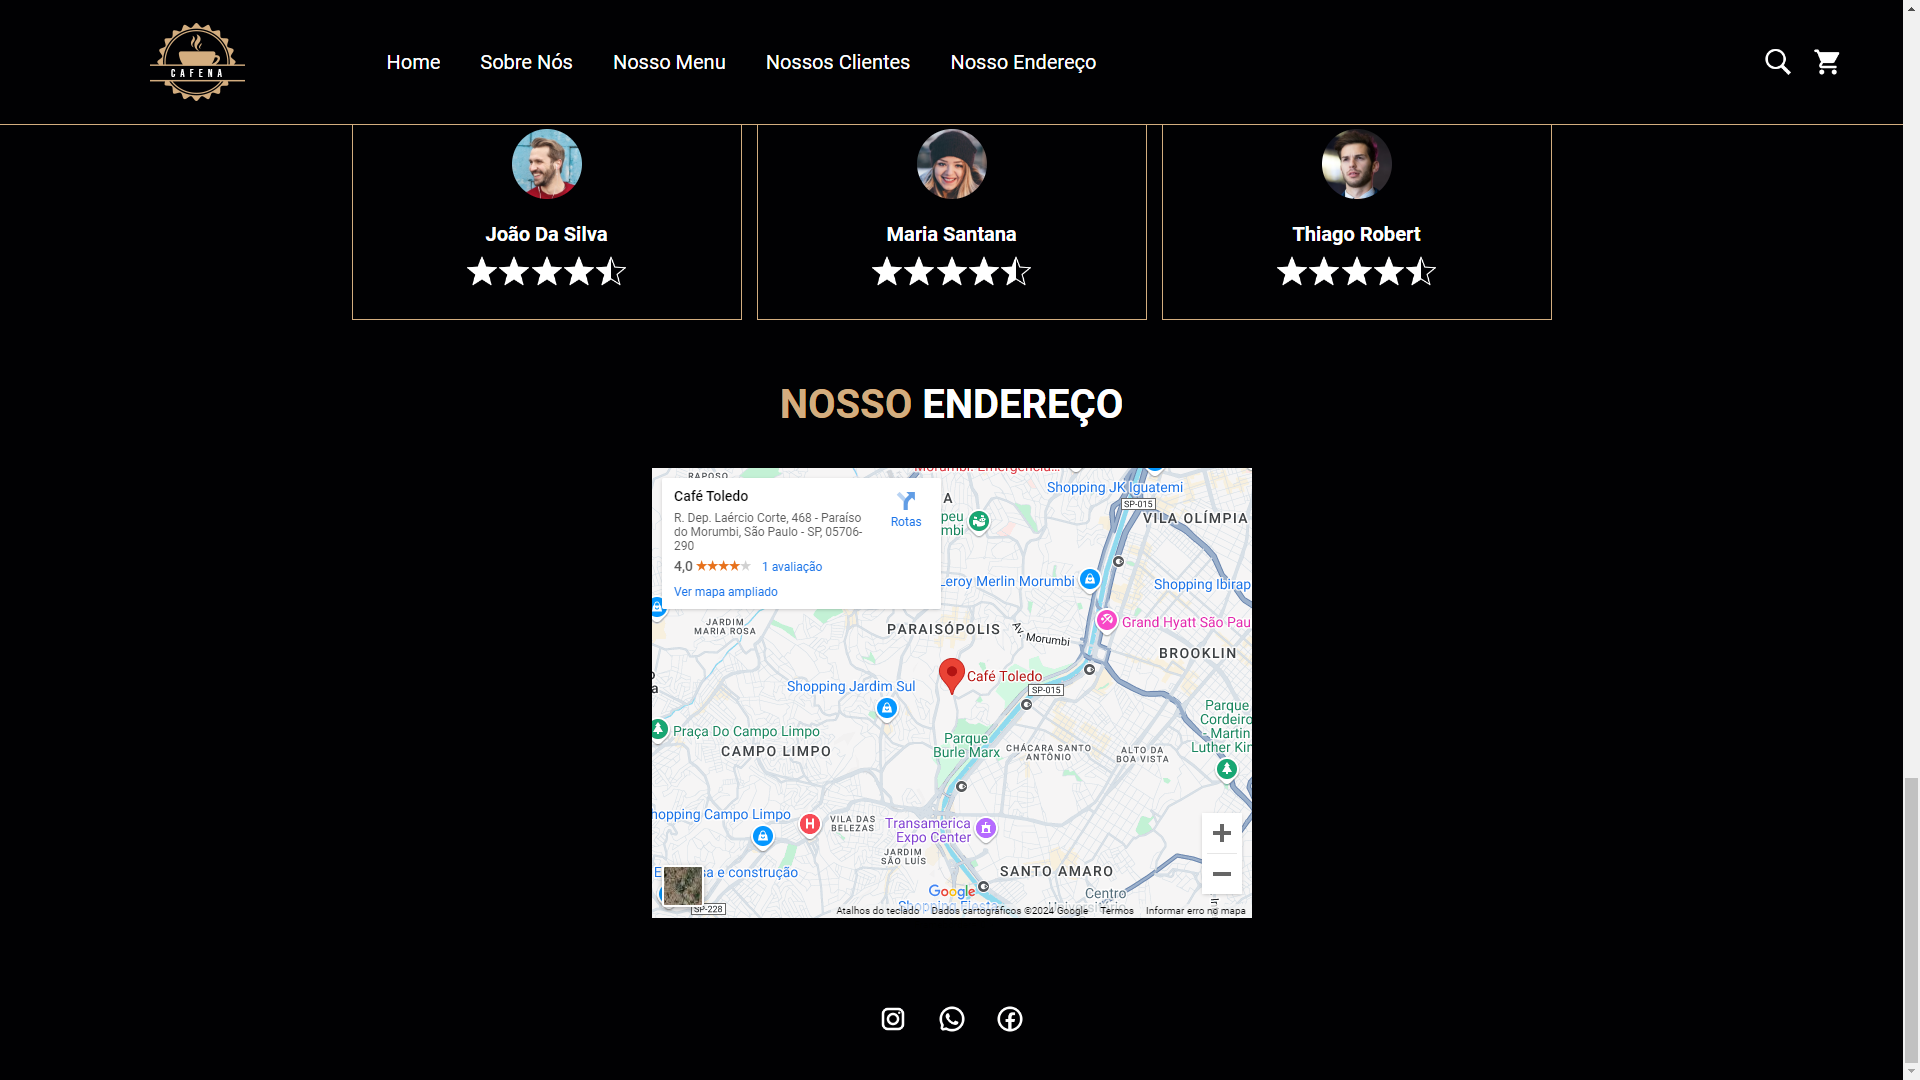 CAFENA
Home
Sobre Nós
Nosso Menu
Nossos Clientes
Nosso Endereço
João Da Silva
Maria Santana
Thiago Robert
NOSSO ENDEREÇO
Café Toledo
R. Dep. Laércio Corte, 468 - Paraíso
do Morumbi, São Paulo - SP, 05706-
290
4,0
1 avaliação
Ver mapa ampliado
Rotas
RAPOSO
Shopping JK Iguatemi
SP-015
VILA OLÍMPIA
Leroy Merlin Morumbi
Shopping Ibirap
JARDIM
MARIA ROSA
PARAISÓPOLIS
Av. Morumbi
Grand Hyatt São Pau
BROOKLIN
Café Toledo
SP-015
Shopping Jardim Sul
Parque
Cordeiro
- Martin
Luther Kin
Praça Do Campo Limpo
CAMPO LIMPO
Parque
Burle Marx
CHÁCARA SANTO
ANTÔNIO
ALTO DA
BOA VISTA
hopping Campo Limpo
H
VILA DAS
BELEZAS
Transamerica
Expo Center
JARDIM
SÃO LUÍS
SANTO AMARO
sa e construção
Google
Centro
SP-228
Shopping Fiesta
Atalhos do teclado
Dados cartográficos ©2024 Google
Termos
Informar erro no mapa